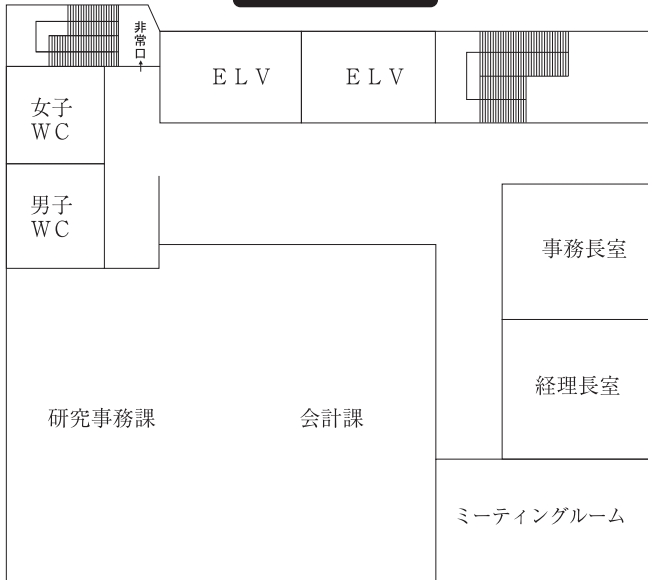 非常口↑
ＥＬＶ
ＥＬＶ
女子
ＷＣ
男子
ＷＣ
事務長室
経理長室
研究事務課
会計課
ミーティングルーム